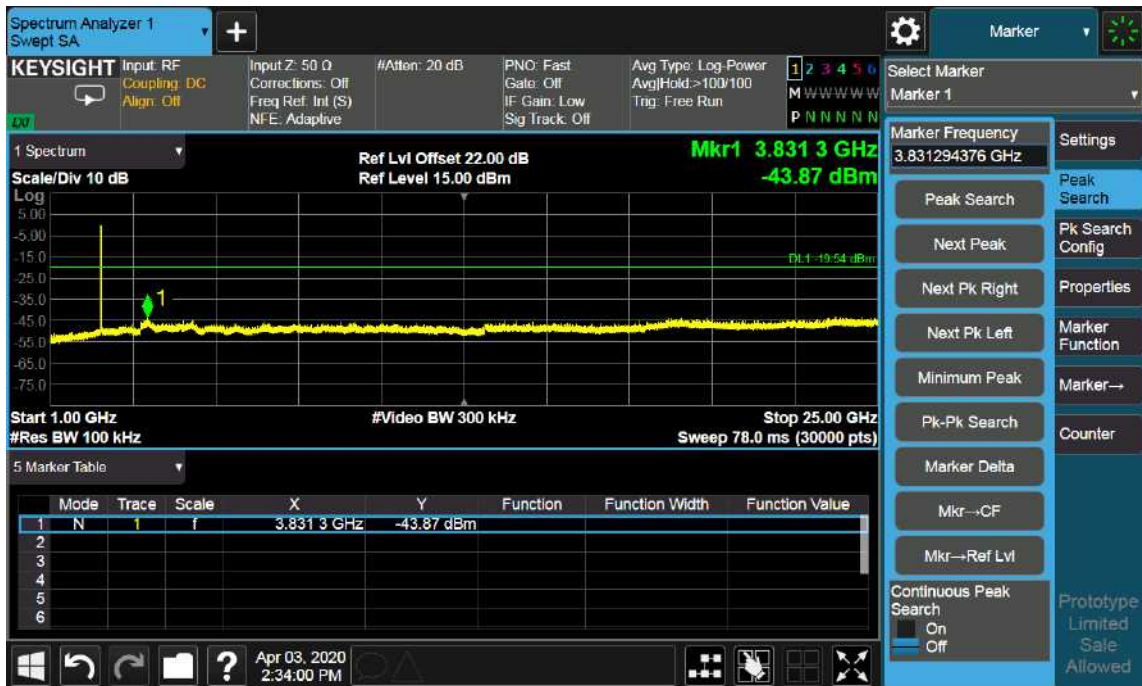 Spectrum Analyzer 1
Swept SA
+
Marker
KEYSIGHT
Input: RF
Coupling: DC
Align: Off
Input Z: 50 Ω
Corrections: Off
Freq Ref: Int (S)
NFE: Adaptive
#Atten: 20 dB
PNO: Fast
Gate: Off
IF Gain: Low
Sig Track: Off
Avg Type: Log-Power
Avg|Hold:>100/100
Trig: Free Run
1 2 3 4 5 6
M W W W W W
P N N N N N
LXI
Select Marker
Marker 1
1 Spectrum
Scale/Div 10 dB
Ref Lvl Offset 22.00 dB
Ref Level 15.00 dBm
Mkr1 3.831 3 GHz
-43.87 dBm
Log
5.00
-5.00
-15.0
-25.0
-35.0
-45.0
-55.0
-65.0
-75.0
DL1 -19.54 dBm
1
Start 1.00 GHz
#Res BW 100 kHz
#Video BW 300 kHz
Stop 25.00 GHz
Sweep 78.0 ms (30000 pts)
5 Marker Table
Mode Trace Scale X Y Function Function Width Function Value
1 N 1 f 3.831 3 GHz -43.87 dBm
2
3
4
5
6
Marker Frequency
3.831294376 GHz
Peak Search
Next Peak
Next Pk Right
Next Pk Left
Minimum Peak
Pk-Pk Search
Marker Delta
Mkr→CF
Mkr→Ref Lvl
Continuous Peak
Search
On
Off
Settings
Peak
Search
Pk Search
Config
Properties
Marker
Function
Marker→
Counter
Prototype
Limited
Sale
Allowed
?
Apr 03, 2020
2:34:00 PM